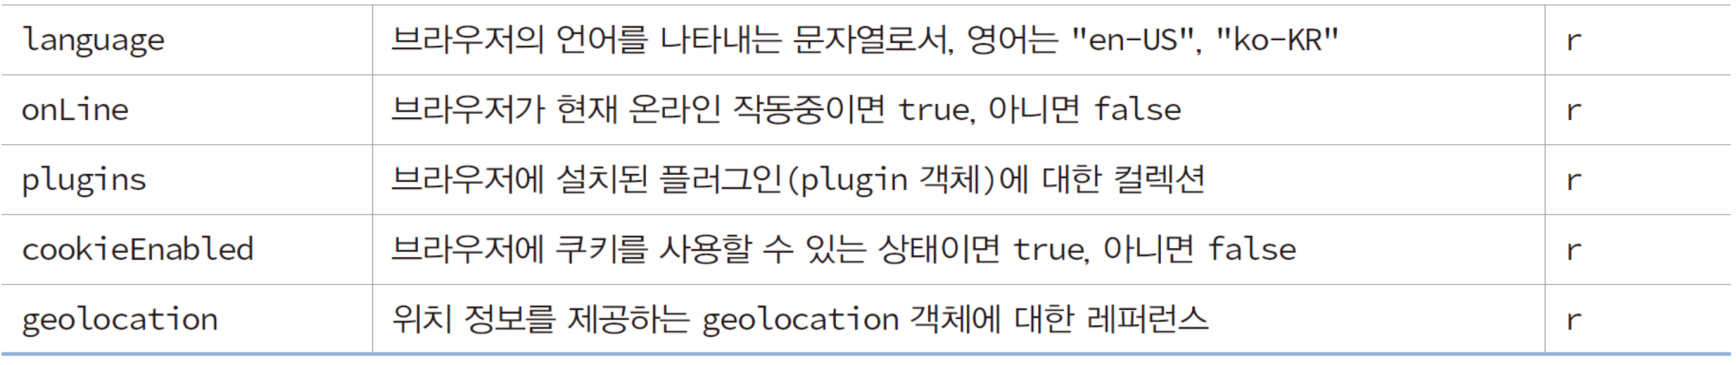 language 브라우저의 언어를 나타내는 문자열로서, 영어는 "en-US", "ko-KR" r
onLine 브라우저가 현재 온라인 작동중이면 true, 아니면 false r
plugins 브라우저에 설치된 플러그인(plugin 객체)에 대한 컬렉션 r
cookieEnabled 브라우저에 쿠키를 사용할 수 있는 상태이면 true, 아니면 false r
geolocation 위치 정보를 제공하는 geolocation 객체에 대한 레퍼런스 r